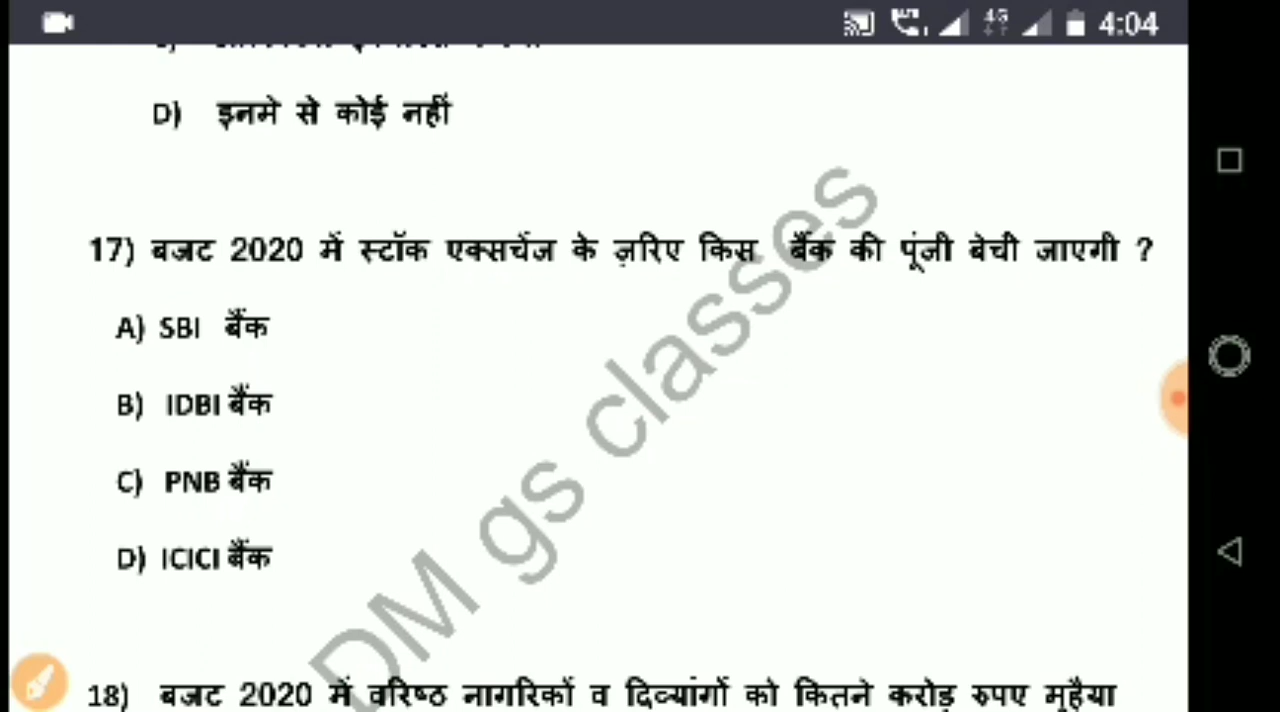 4G 4:04
D) इनमे से कोई नहीं
17) बजट 2020 में स्टॉक एक्सचेंज के ज़रिए किस बैंक की पूंजी बेची जाएगी ?
A) SBI बैंक
B) IDBI बैंक
C) PNB बैंक
D) ICICI बैंक
DM gs classes
18) बजट 2020 में वरिष्ठ नागरिकों व दिव्यांगों को कितने करोड़ रुपए मुहैया